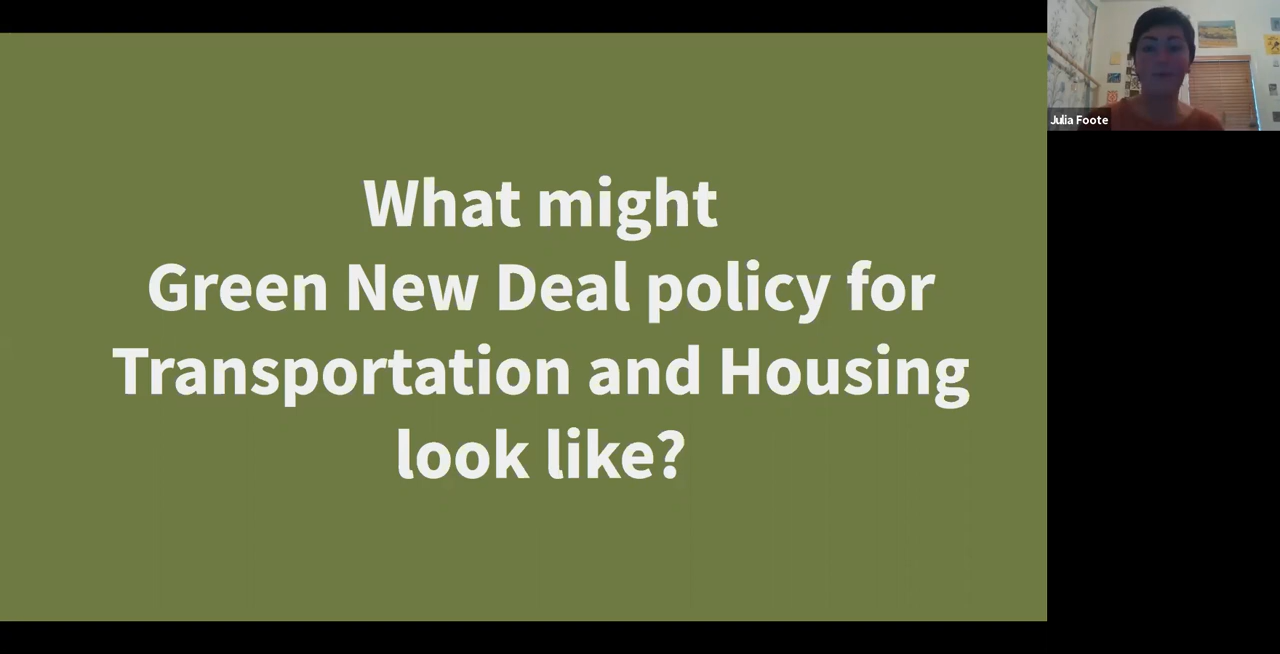 What might
Green New Deal policy for
Transportation and Housing
look like?
Julia Foote